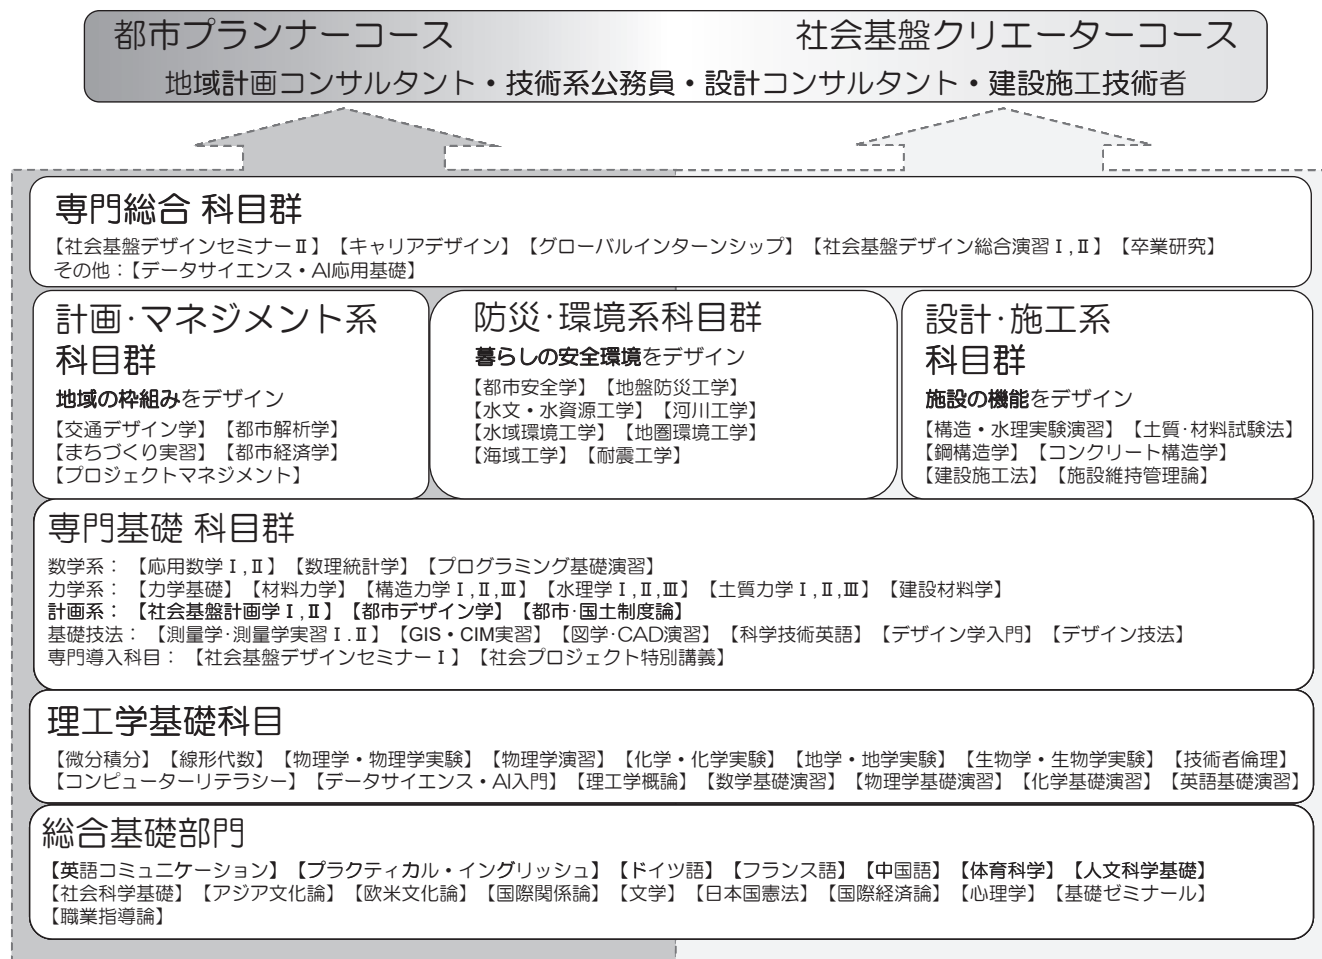 都市プランナーコース
社会基盤クリエーターコース
地域計画コンサルタント・技術系公務員・設計コンサルタント・建設施工技術者
専門総合 科目群
【社会基盤デザインセミナーⅡ】【キャリアデザイン】【グローバルインターンシップ】【社会基盤デザイン総合演習Ⅰ,Ⅱ】【卒業研究】
その他：【データサイエンス・AI応用基礎】
計画・マネジメント系
科目群
地域の枠組みをデザイン
【交通デザイン学】【都市解析学】
【まちづくり実習】【都市経済学】
【プロジェクトマネジメント】
防災・環境系科目群
暮らしの安全環境をデザイン
【都市安全学】【地盤防災工学】
【水文・水資源工学】【河川工学】
【水域環境工学】【地圏環境工学】
【海域工学】【耐震工学】
設計・施工系
科目群
施設の機能をデザイン
【構造・水理実験演習】【土質・材料試験法】
【鋼構造学】【コンクリート構造学】
【建設施工法】【施設維持管理論】
専門基礎 科目群
数学系：【応用数学Ⅰ,Ⅱ】【数理統計学】【プログラミング基礎演習】
力学系：【力学基礎】【材料力学】【構造力学Ⅰ,Ⅱ,Ⅲ】【水理学Ⅰ,Ⅱ,Ⅲ】【土質力学Ⅰ,Ⅱ,Ⅲ】【建設材料学】
計画系：【社会基盤計画学Ⅰ,Ⅱ】【都市デザイン学】【都市・国土制度論】
基礎技法：【測量学・測量学実習Ⅰ.Ⅱ】【GIS・CIM実習】【図学・CAD演習】【科学技術英語】【デザイン学入門】【デザイン技法】
専門導入科目：【社会基盤デザインセミナーⅠ】【社会プロジェクト特別講義】
理工学基礎科目
【微分積分】【線形代数】【物理学・物理学実験】【物理学演習】【化学・化学実験】【地学・地学実験】【生物学・生物学実験】【技術者倫理】
【コンピューターリテラシー】【データサイエンス・AI入門】【理工学概論】【数学基礎演習】【物理学基礎演習】【化学基礎演習】【英語基礎演習】
総合基礎部門
【英語コミュニケーション】【プラクティカル・イングリッシュ】【ドイツ語】【フランス語】【中国語】【体育科学】【人文科学基礎】
【社会科学基礎】【アジア文化論】【欧米文化論】【国際関係論】【文学】【日本国憲法】【国際経済論】【心理学】【基礎ゼミナール】
【職業指導論】